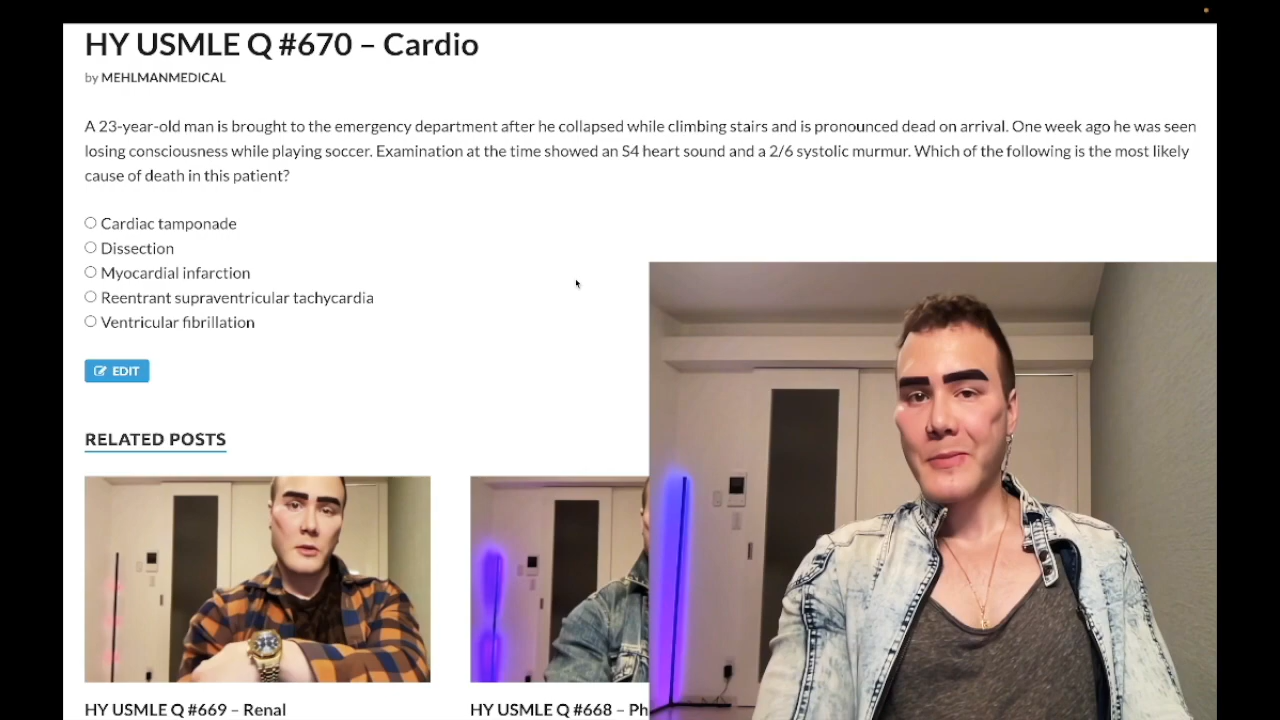 HY USMLE Q #670 – Cardio
by MEHLMANMEDICAL
A 23-year-old man is brought to the emergency department after he collapsed while climbing stairs and is pronounced dead on arrival. One week ago he was seen
losing consciousness while playing soccer. Examination at the time showed an S4 heart sound and a 2/6 systolic murmur. Which of the following is the most likely
cause of death in this patient?
Cardiac tamponade
Dissection
Myocardial infarction
Reentrant supraventricular tachycardia
Ventricular fibrillation
EDIT
RELATED POSTS
HY USMLE Q #669 – Renal
HY USMLE Q #668 – Ph